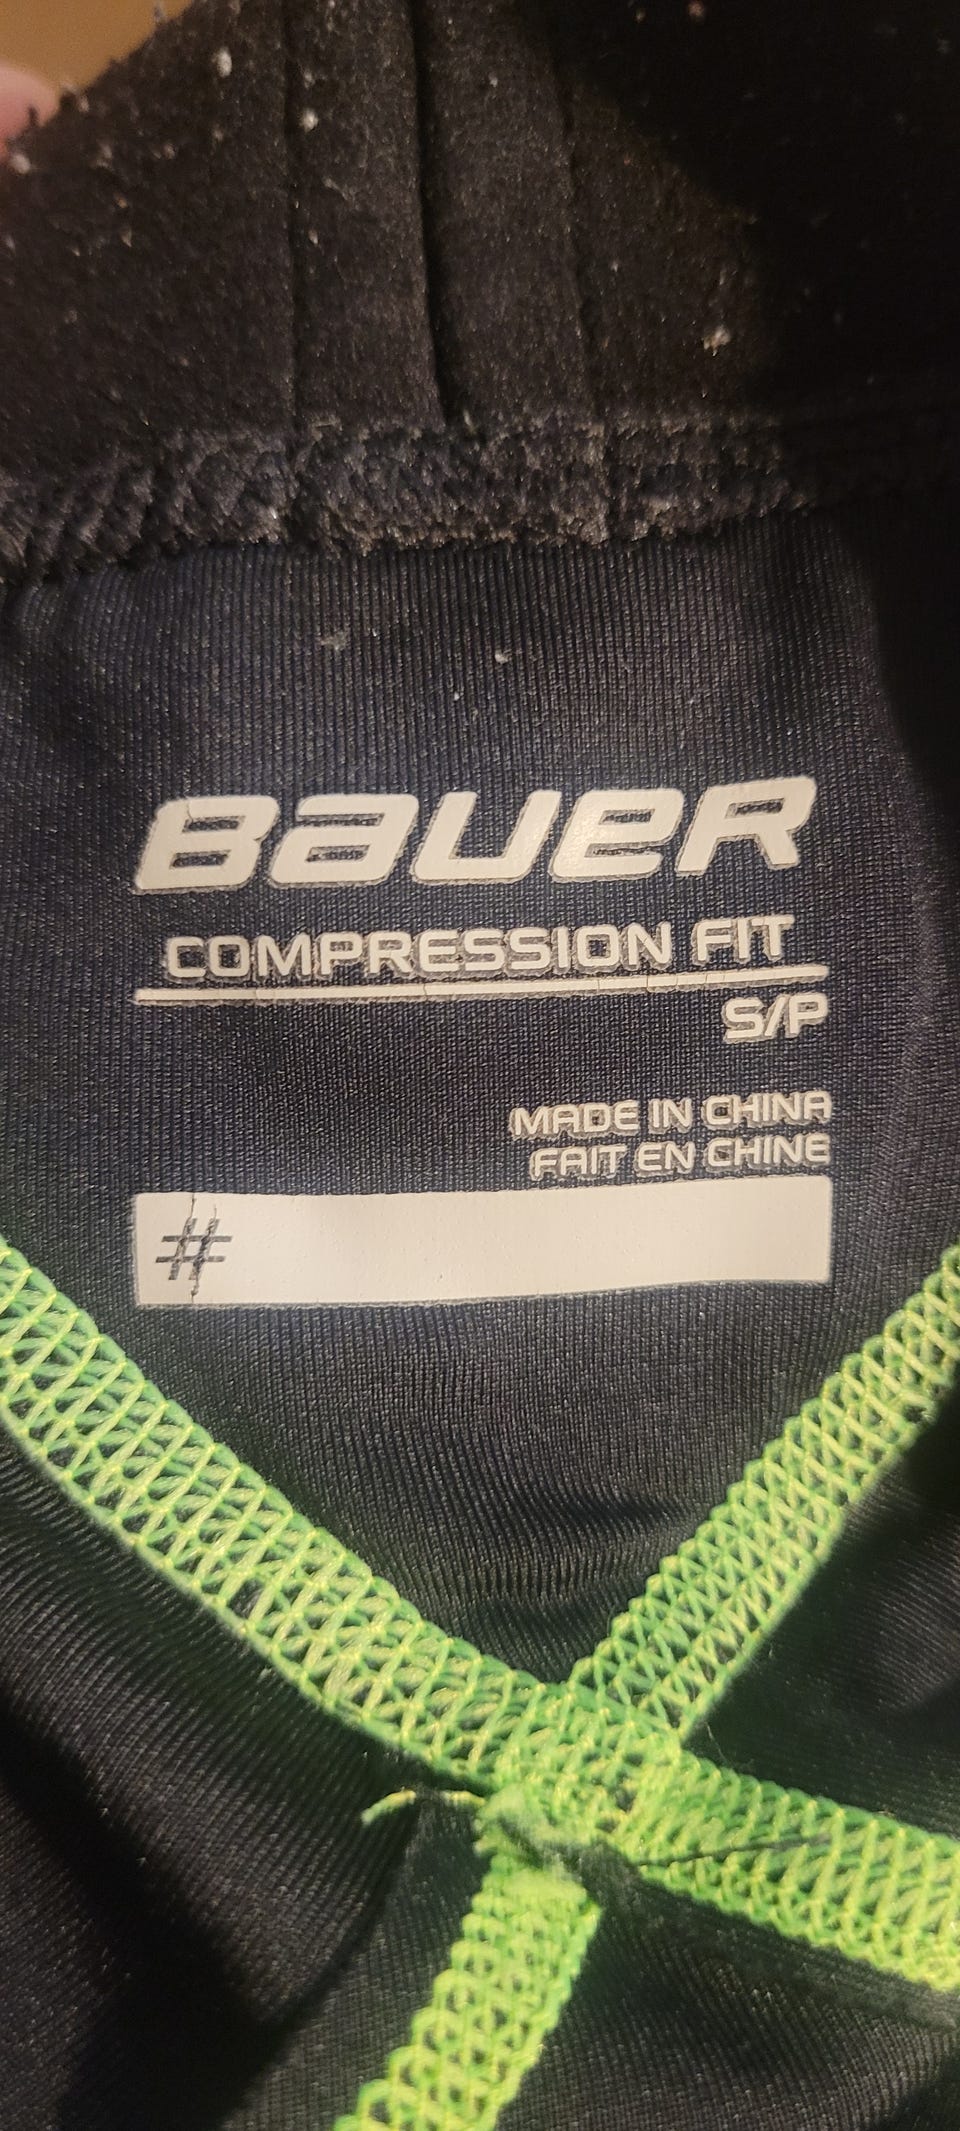 BAUER
COMPRESSION FIT
S/P
MADE IN CHINA
FAIT EN CHINE
#